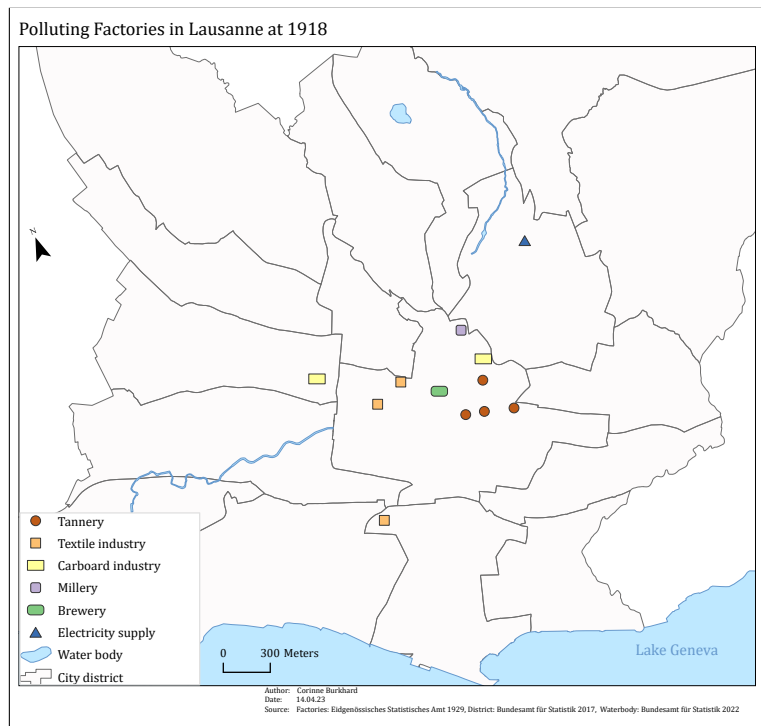 Polluting Factories in Lausanne at 1918
N
Tannery
Textile industry
Carboard industry
Millery
Brewery
Electricity supply
Water body
City district
0 300 Meters
Lake Geneva
Author: Corinne Burkhard
Date: 14.04.23
Source: Factories: Eidgenössisches Statistisches Amt 1929, District: Bundesamt für Statistik 2017, Waterbody: Bundesamt für Statistik 2022